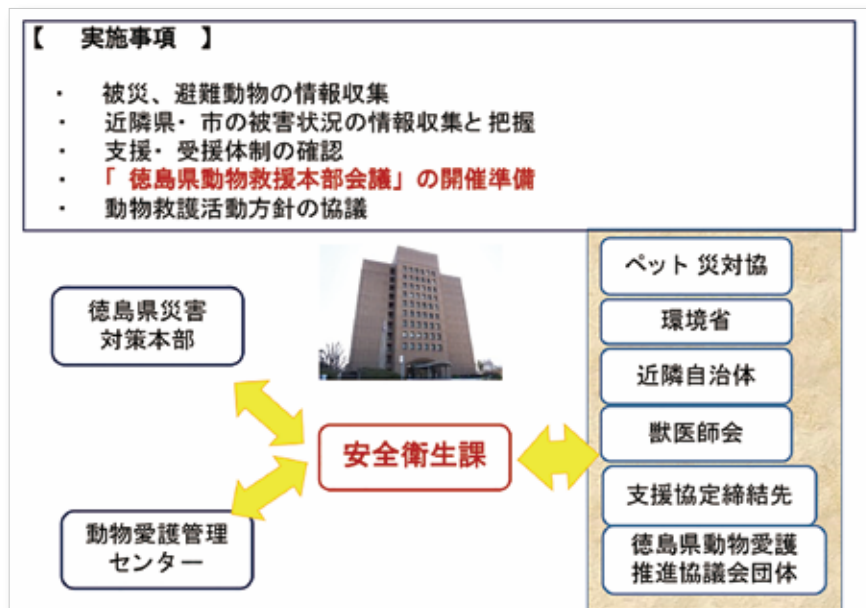 【 実施事項 】
・ 被災、避難動物の情報収集
・ 近隣県・市の被害状況の情報収集と把握
・ 支援・受援体制の確認
・ 「徳島県動物救援本部会議」の開催準備
・ 動物救護活動方針の協議
徳島県災害
対策本部
動物愛護管理
センター
安全衛生課
ペット災対協
環境省
近隣自治体
獣医師会
支援協定締結先
徳島県動物愛護
推進協議会団体